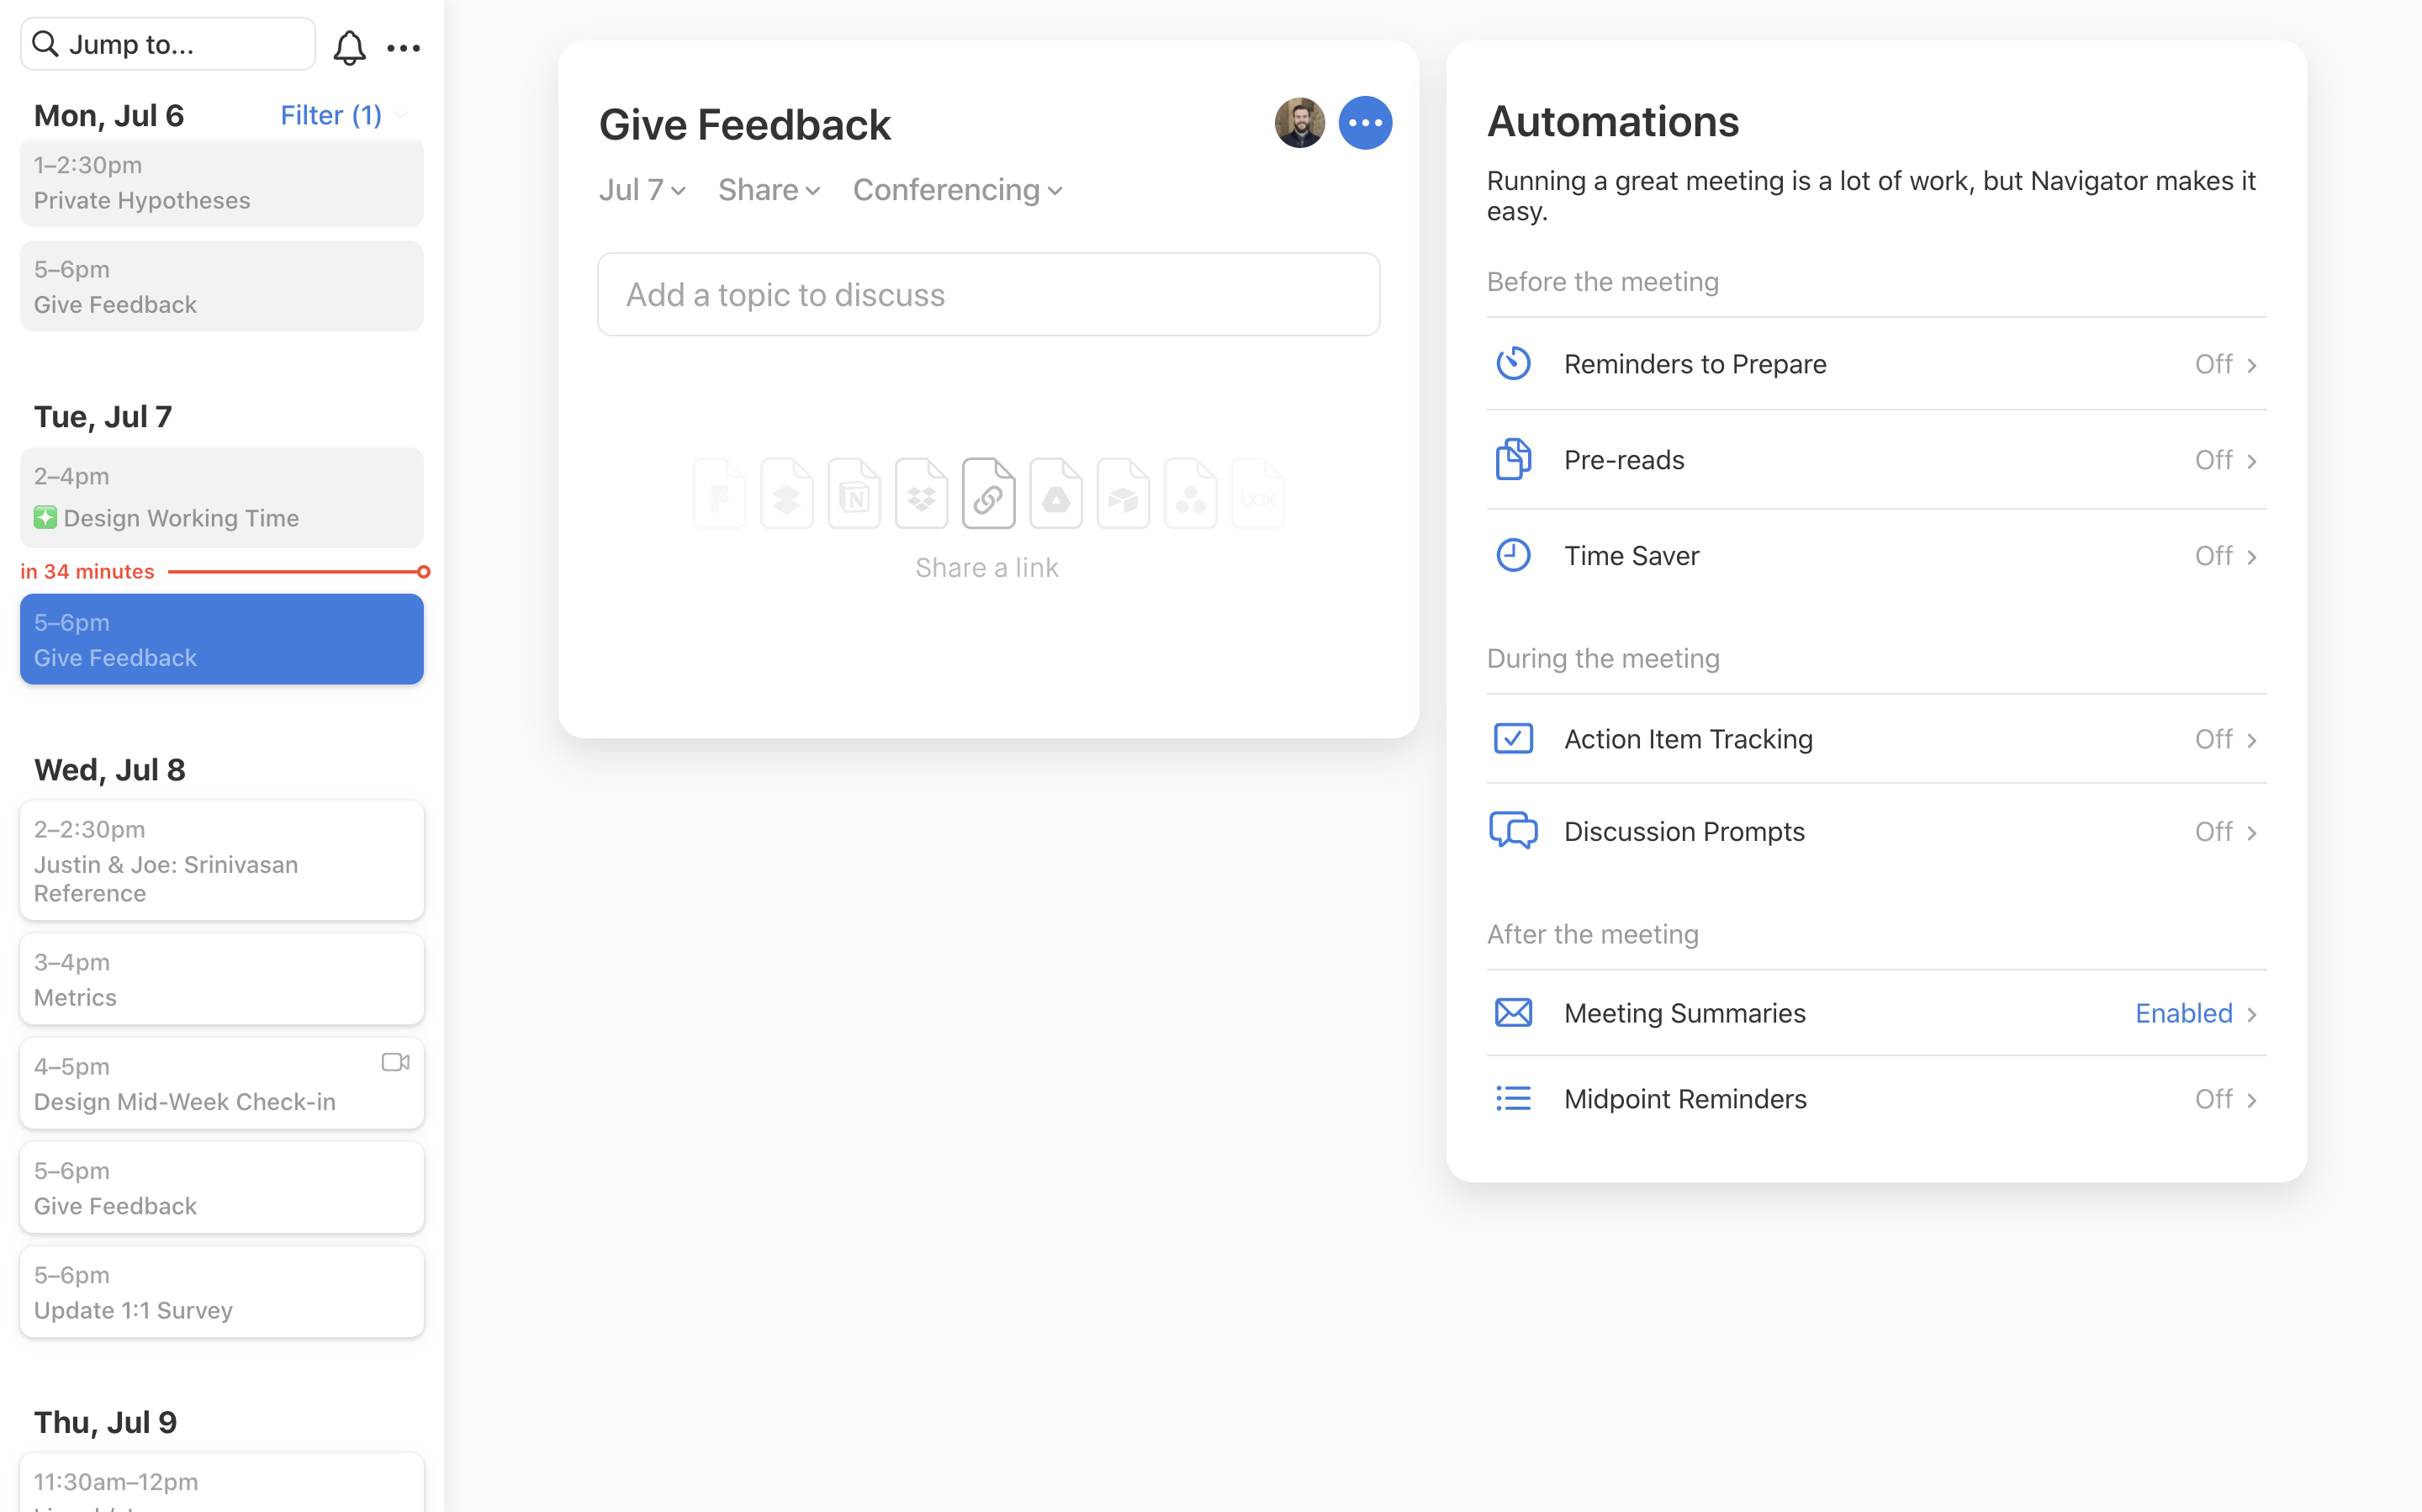 Jump to...
Mon, Jul 6
Filter (1)
1–2:30pm
Private Hypotheses
5–6pm
Give Feedback
Tue, Jul 7
2–4pm
Design Working Time
in 34 minutes
5–6pm
Give Feedback
Wed, Jul 8
2–2:30pm
Justin & Joe: Srinivasan
Reference
3–4pm
Metrics
4–5pm
Design Mid-Week Check-in
5–6pm
Give Feedback
5–6pm
Update 1:1 Survey
Thu, Jul 9
11:30am–12pm
Give Feedback
Jul 7
Share
Conferencing
Add a topic to discuss
N
box
Share a link
Automations
Running a great meeting is a lot of work, but Navigator makes it
easy.
Before the meeting
Reminders to Prepare
Off
Pre-reads
Off
Time Saver
Off
During the meeting
Action Item Tracking
Off
Discussion Prompts
Off
After the meeting
Meeting Summaries
Enabled
Midpoint Reminders
Off